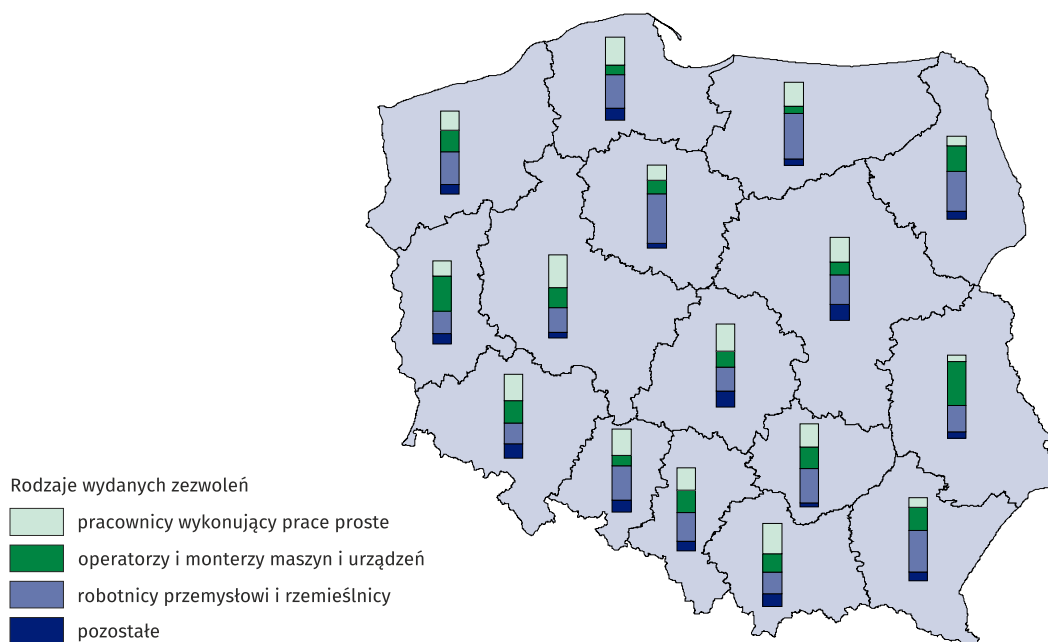 Rodzaje wydanych zezwoleń
pracownicy wykonujący prace proste
operatorzy i monterzy maszyn i urządzeń
robotnicy przemysłowi i rzemieślnicy
pozostałe